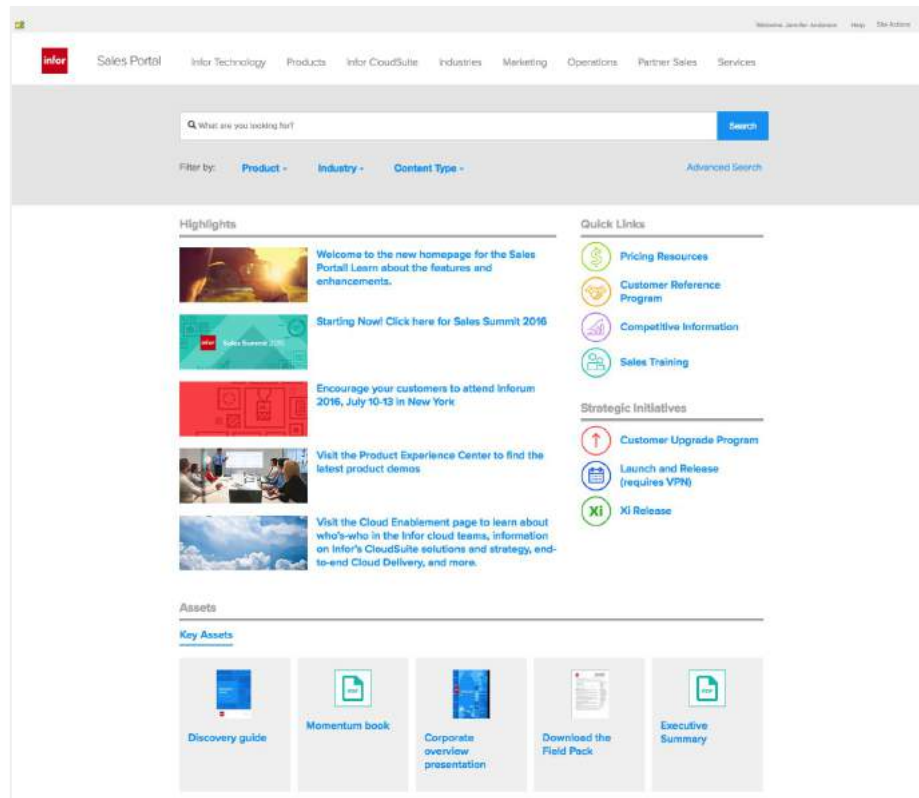 Welcome Jennifer Anderson Help Site Actions
infor Sales Portal Infor Technology Products Infor CloudSuite Industries Marketing Operations Partner Sales Services
What are you looking for? Search
Filter by: Product Industry Content Type Advanced Search
Highlights
Welcome to the new homepage for the Sales
Portal! Learn about the features and
enhancements.
infor Sales Summit 2016
Starting Now! Click here for Sales Summit 2016
Encourage your customers to attend Inforum
2016, July 10-13 in New York
Visit the Product Experience Center to find the
latest product demos
Visit the Cloud Enablement page to learn about
who's-who in the Infor cloud teams, information
on Infor's CloudSuite solutions and strategy, end-
to-end Cloud Delivery, and more.
Quick Links
$ Pricing Resources
Customer Reference
Program
Competitive Information
Sales Training
Strategic Initiatives
Customer Upgrade Program
Launch and Release
(requires VPN)
Xi Xi Release
Assets
Key Assets
Discovery guide
PDF
Momentum book
Corporate
overview
presentation
Download the
Field Pack
PDF
Executive
Summary